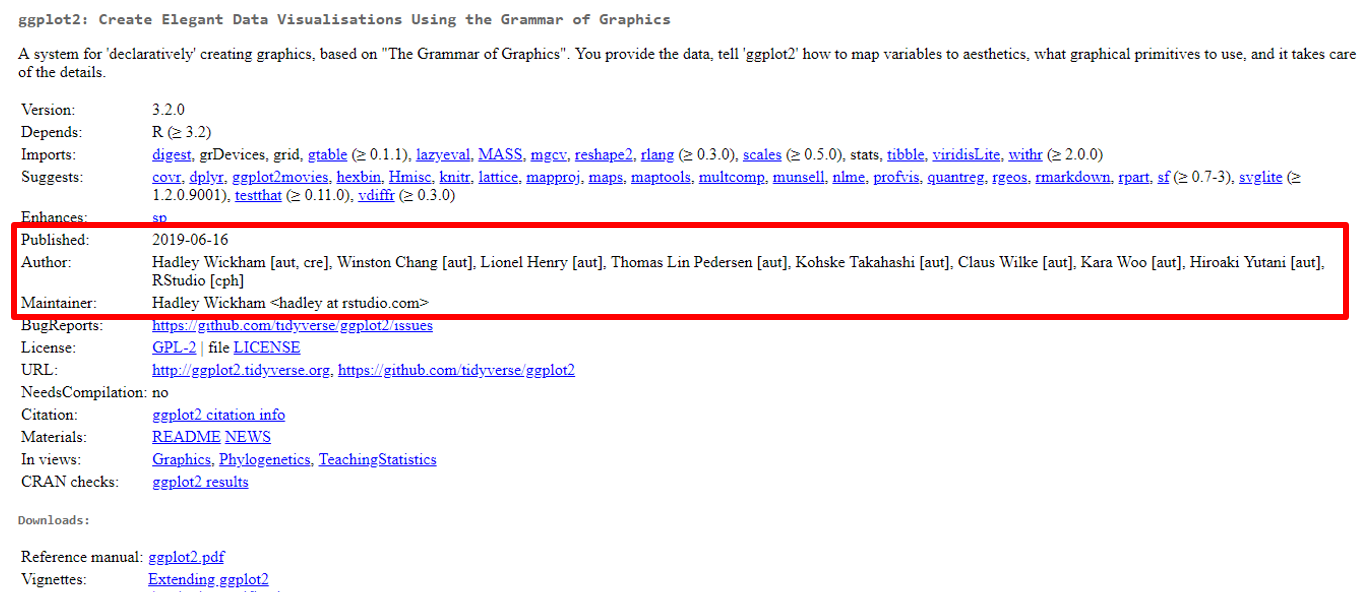 ggplot2: Create Elegant Data Visualisations Using the Grammar of Graphics
A system for 'declaratively' creating graphics, based on "The Grammar of Graphics". You provide the data, tell 'ggplot2' how to map variables to aesthetics, what graphical primitives to use, and it takes care
of the details.
Version: 3.2.0
Depends: R (≥ 3.2)
Imports: digest, grDevices, grid, gtable (≥ 0.1.1), lazyeval, MASS, mgcv, reshape2, rlang (≥ 0.3.0), scales (≥ 0.5.0), stats, tibble, viridisLite, withr (≥ 2.0.0)
Suggests: covr, dplyr, ggplot2movies, hexbin, Hmisc, knitr, lattice, mapproj, maps, maptools, multcomp, munsell, nlme, profvis, quantreg, rgeos, rmarkdown, rpart, sf (≥ 0.7-3), svglite (≥
1.2.0.9001), testthat (≥ 0.11.0), vdiffr (≥ 0.3.0)
Enhances: sp
Published: 2019-06-16
Author: Hadley Wickham [aut, cre], Winston Chang [aut], Lionel Henry [aut], Thomas Lin Pedersen [aut], Kohske Takahashi [aut], Claus Wilke [aut], Kara Woo [aut], Hiroaki Yutani [aut],
RStudio [cph]
Maintainer: Hadley Wickham <hadley at rstudio.com>
BugReports: https://github.com/tidyverse/ggplot2/issues
License: GPL-2 | file LICENSE
URL: http://ggplot2.tidyverse.org, https://github.com/tidyverse/ggplot2
NeedsCompilation: no
Citation: ggplot2 citation info
Materials: README NEWS
In views: Graphics, Phylogenetics, TeachingStatistics
CRAN checks: ggplot2 results
Downloads:
Reference manual: ggplot2.pdf
Vignettes: Extending ggplot2